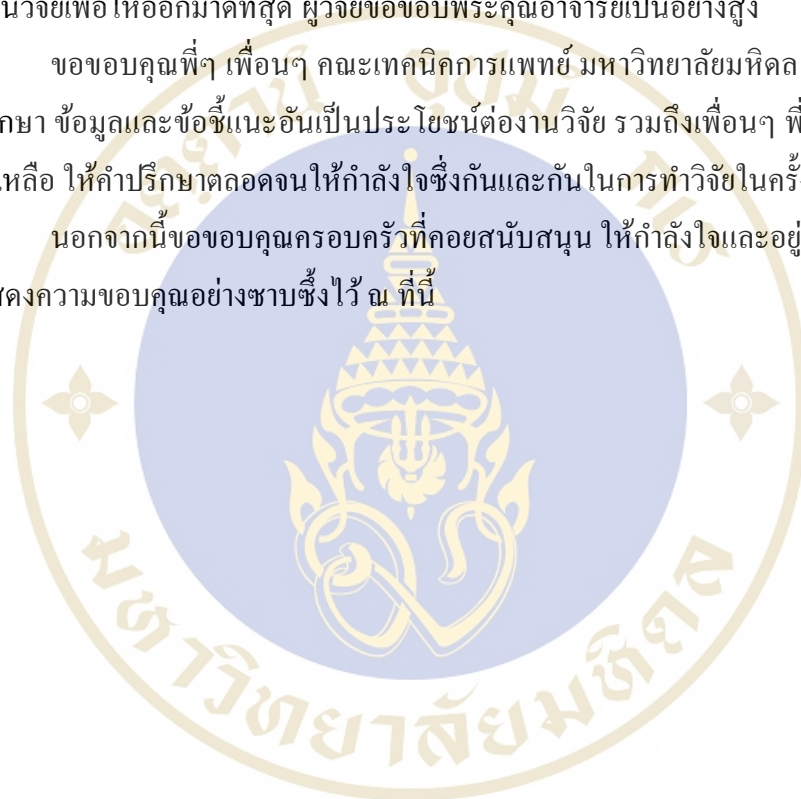 นวิจัยเพื่อให้ออกมาดีที่สุด ผู้วิจัยขอขอบพระคุณอาจารย์เป็นอย่างสูง
ขอขอบคุณพี่ๆ เพื่อนๆ คณะเทคนิคการแพทย์ มหาวิทยาลัยมหิดล
กษา ข้อมูลและข้อชี้แนะอันเป็นประโยชน์ต่องานวิจัย รวมถึงเพื่อนๆ พี่
เหลือ ให้คำปรึกษาตลอดจนให้กำลังใจซึ่งกันและกันในการทำวิจัยในครั้
นอกจากนี้ขอขอบคุณครอบครัวที่คอยสนับสนุน ให้กำลังใจและอยู่
สดงความขอบคุณอย่างซาบซึ้งไว้ ณ ที่นี้
อตฺตานํ อุปมํ กเร
มหาวิทยาลัยมหิดล